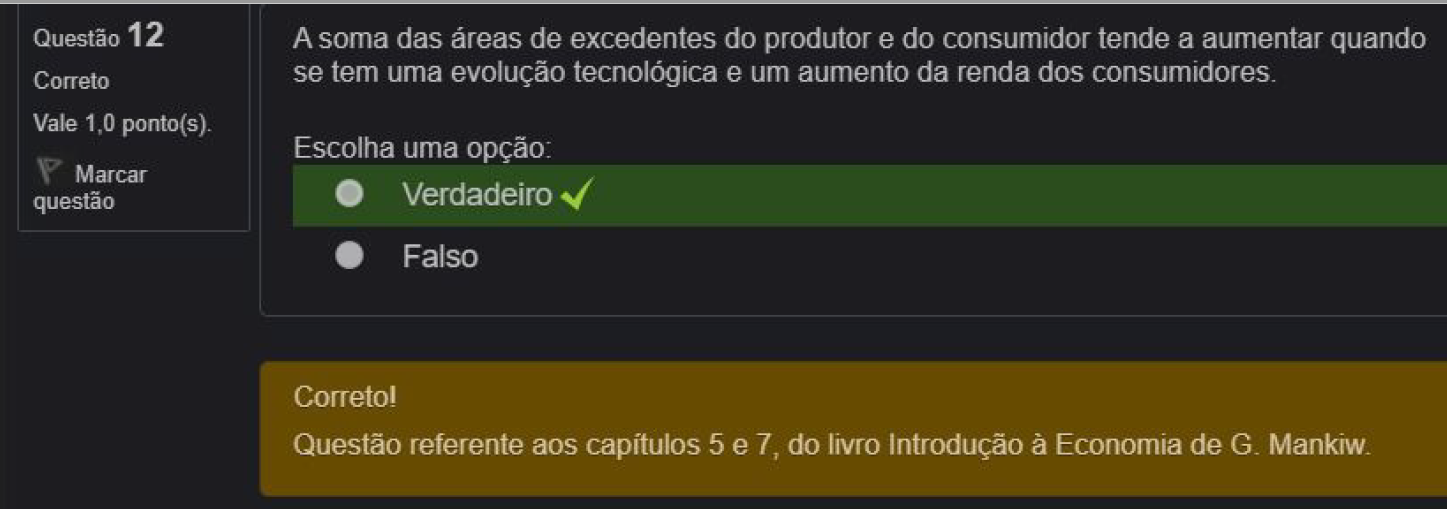 Questão 12
Correto
Vale 1,0 ponto(s).
Marcar
questão
A soma das áreas de excedentes do produtor e do consumidor tende a aumentar quando
se tem uma evolução tecnológica e um aumento da renda dos consumidores.
Escolha uma opção:
Verdadeiro
Falso
Correto!
Questão referente aos capítulos 5 e 7, do livro Introdução à Economia de G. Mankiw.